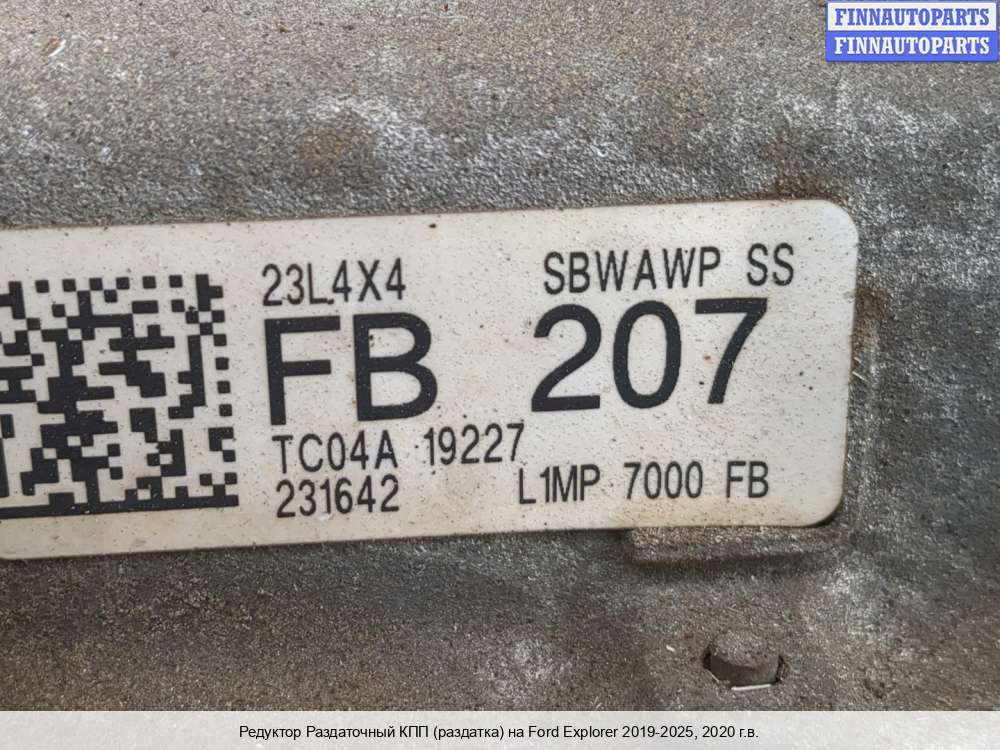 FINNAUTOPARTS
FINNAUTOPARTS
23L4X4 SBWAWP SS
FB 207
TC04A 19227
231642 L1MP 7000 FB
Редуктор Раздаточный КПП (раздатка) на Ford Explorer 2019-2025, 2020 г.в.